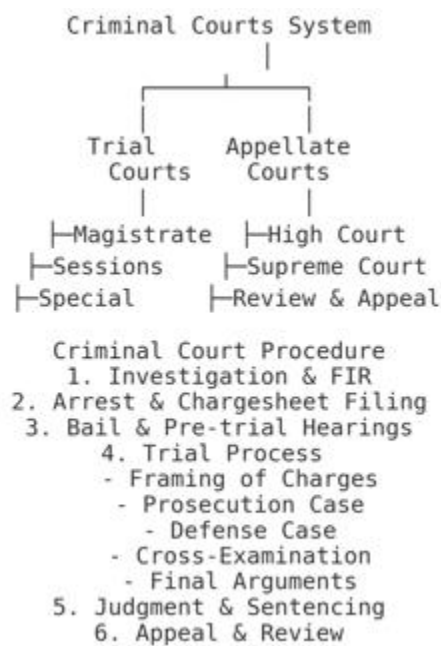 Criminal Courts System
Trial Appellate
Courts Courts
├─Magistrate ├─High Court
├─Sessions ├─Supreme Court
├─Special ├─Review & Appeal
Criminal Court Procedure
1. Investigation & FIR
2. Arrest & Chargesheet Filing
3. Bail & Pre-trial Hearings
4. Trial Process
- Framing of Charges
- Prosecution Case
- Defense Case
- Cross-Examination
- Final Arguments
5. Judgment & Sentencing
6. Appeal & Review